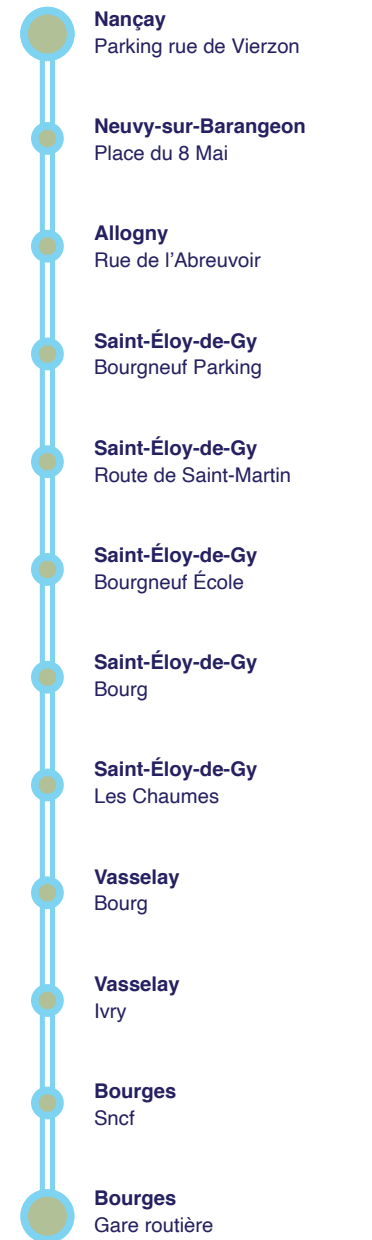 Nançay
Parking rue de Vierzon
Neuvy-sur-Barangeon
Place du 8 Mai
Allogny
Rue de l'Abreuvoir
Saint-Éloy-de-Gy
Bourgneuf Parking
Saint-Éloy-de-Gy
Route de Saint-Martin
Saint-Éloy-de-Gy
Bourgneuf École
Saint-Éloy-de-Gy
Bourg
Saint-Éloy-de-Gy
Les Chaumes
Vasselay
Bourg
Vasselay
Ivry
Bourges
Sncf
Bourges
Gare routière